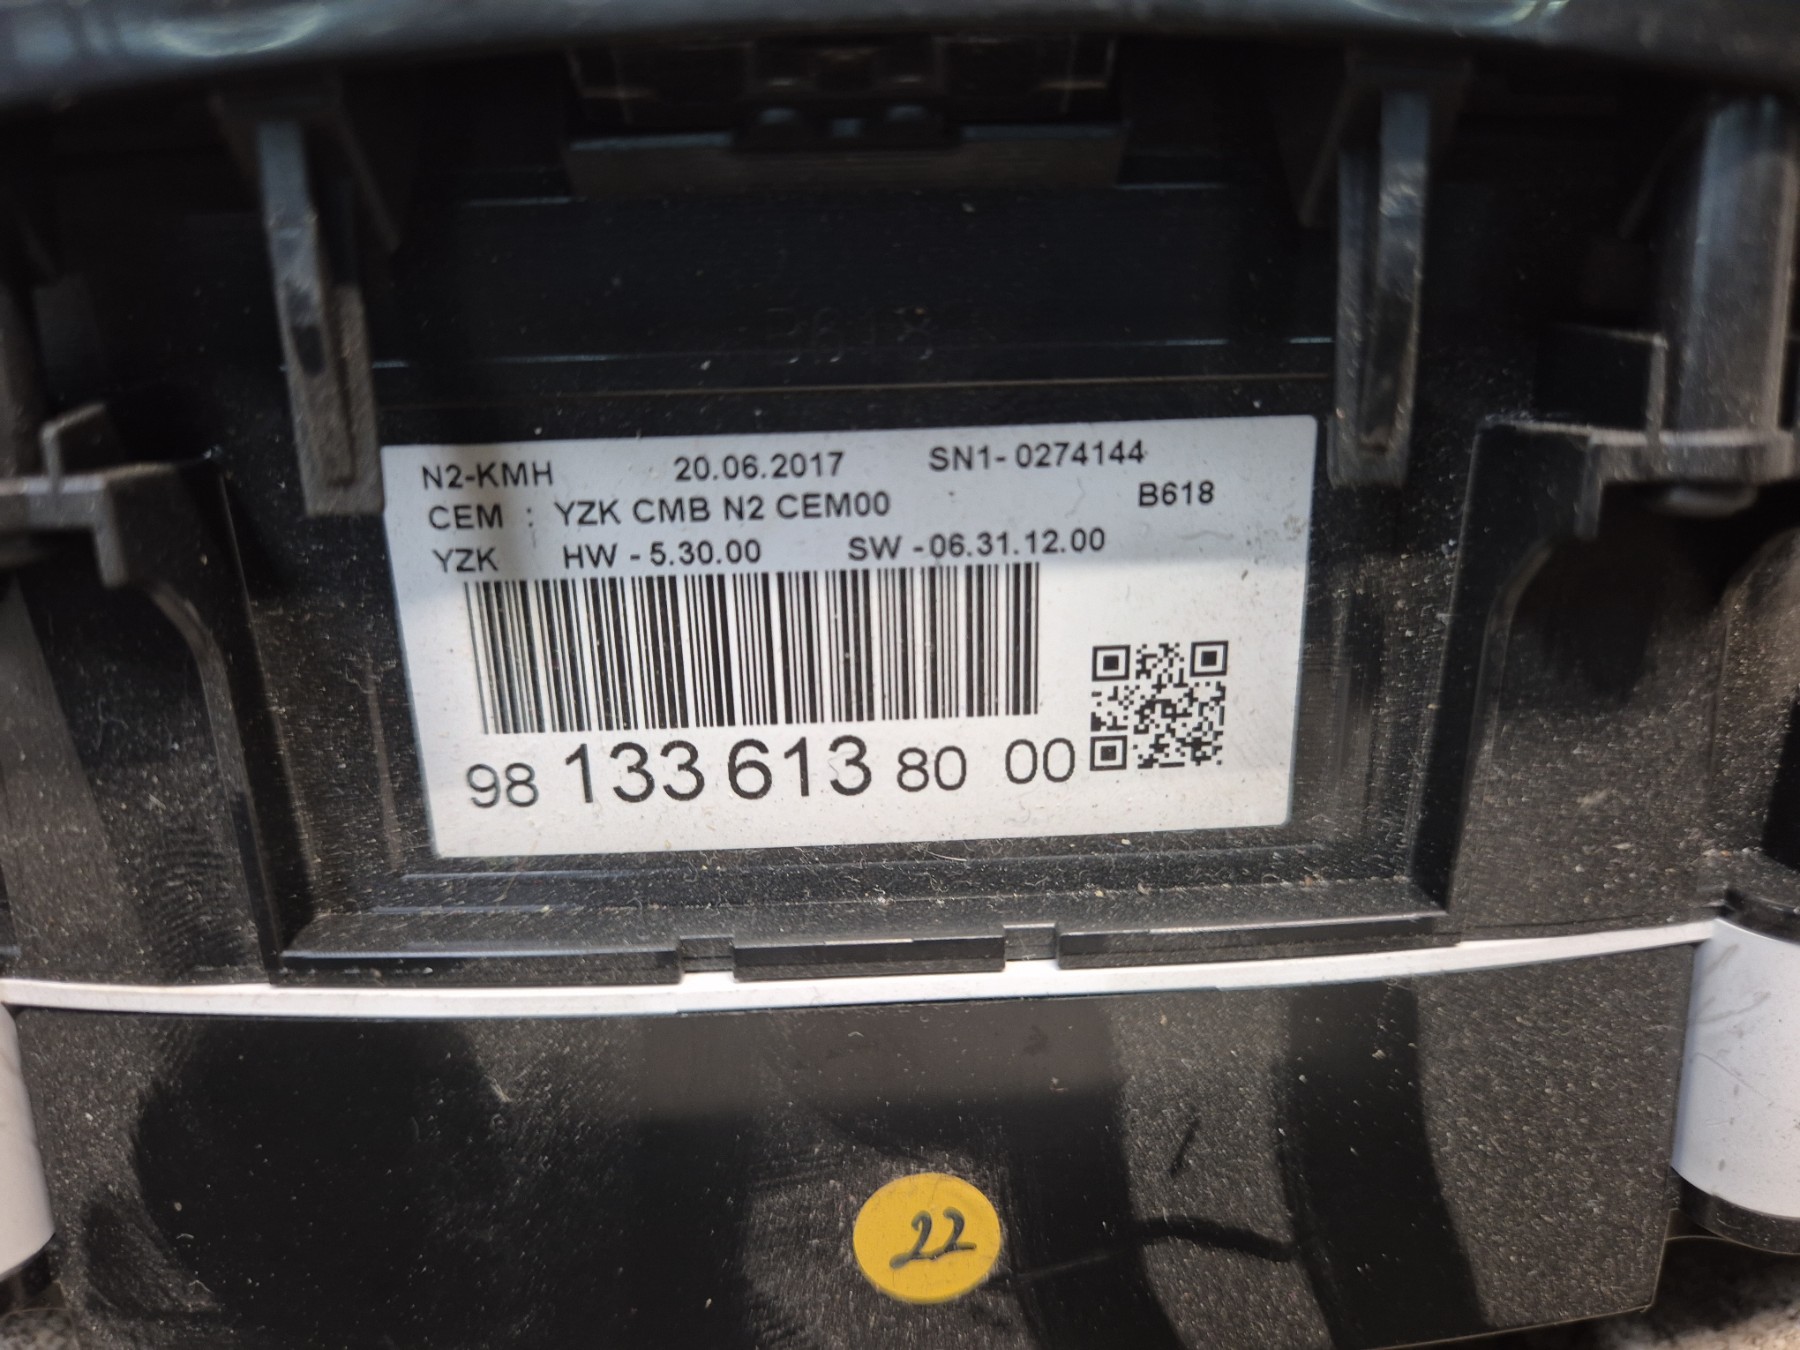 B618
N2-KMH 20.06.2017 SN1- 0274144
CEM : YZK CMB N2 CEM00 B618
YZK HW - 5.30.00 SW -06.31.12.00
98 133 613 80 00
22